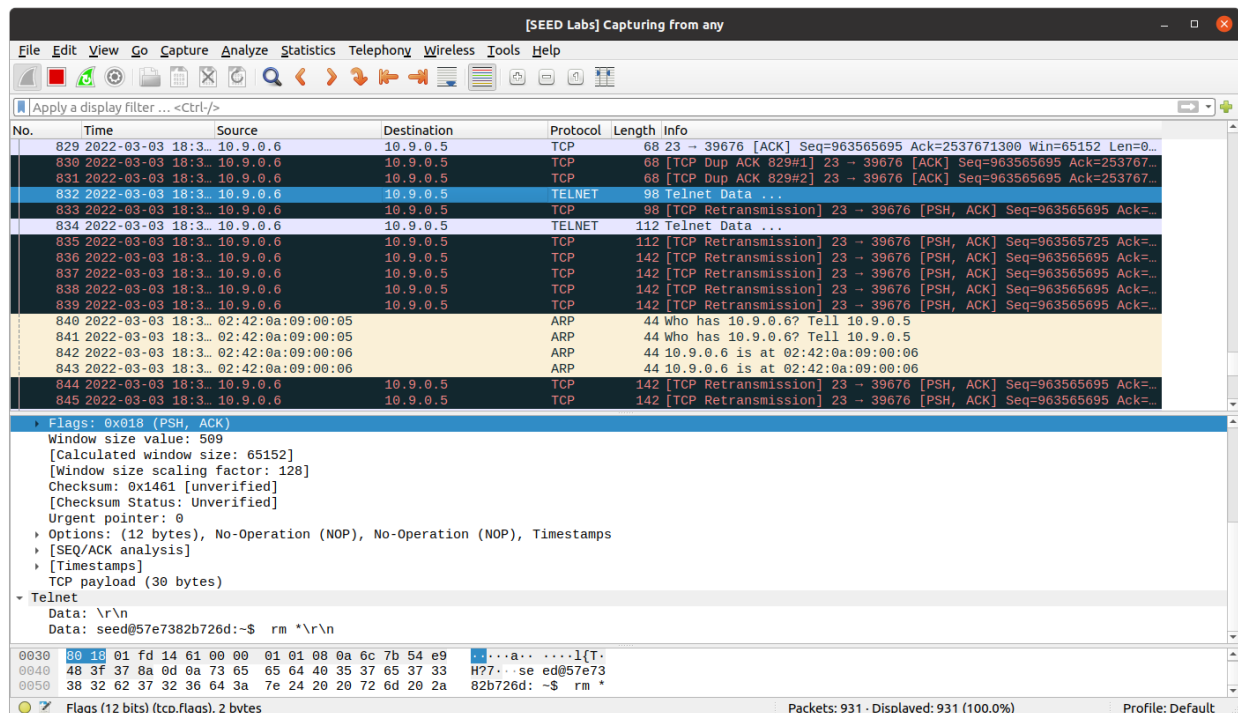 [SEED Labs] Capturing from any
File Edit View Go Capture Analyze Statistics Telephony Wireless Tools Help
Apply a display filter … <Ctrl-/>
No. Time Source Destination Protocol Length Info
829 2022-03-03 18:3… 10.9.0.6 10.9.0.5 TCP 68 23 → 39676 [ACK] Seq=963565695 Ack=2537671300 Win=65152 Len=0…
830 2022-03-03 18:3… 10.9.0.6 10.9.0.5 TCP 68 [TCP Dup ACK 829#1] 23 → 39676 [ACK] Seq=963565695 Ack=253767…
831 2022-03-03 18:3… 10.9.0.6 10.9.0.5 TCP 68 [TCP Dup ACK 829#2] 23 → 39676 [ACK] Seq=963565695 Ack=253767…
832 2022-03-03 18:3… 10.9.0.6 10.9.0.5 TELNET 98 Telnet Data ...
833 2022-03-03 18:3… 10.9.0.6 10.9.0.5 TCP 98 [TCP Retransmission] 23 → 39676 [PSH, ACK] Seq=963565695 Ack=…
834 2022-03-03 18:3… 10.9.0.6 10.9.0.5 TELNET 112 Telnet Data ...
835 2022-03-03 18:3… 10.9.0.6 10.9.0.5 TCP 112 [TCP Retransmission] 23 → 39676 [PSH, ACK] Seq=963565725 Ack=…
836 2022-03-03 18:3… 10.9.0.6 10.9.0.5 TCP 142 [TCP Retransmission] 23 → 39676 [PSH, ACK] Seq=963565695 Ack=…
837 2022-03-03 18:3… 10.9.0.6 10.9.0.5 TCP 142 [TCP Retransmission] 23 → 39676 [PSH, ACK] Seq=963565695 Ack=…
838 2022-03-03 18:3… 10.9.0.6 10.9.0.5 TCP 142 [TCP Retransmission] 23 → 39676 [PSH, ACK] Seq=963565695 Ack=…
839 2022-03-03 18:3… 10.9.0.6 10.9.0.5 TCP 142 [TCP Retransmission] 23 → 39676 [PSH, ACK] Seq=963565695 Ack=…
840 2022-03-03 18:3… 02:42:0a:09:00:05 ARP 44 Who has 10.9.0.6? Tell 10.9.0.5
841 2022-03-03 18:3… 02:42:0a:09:00:05 ARP 44 Who has 10.9.0.6? Tell 10.9.0.5
842 2022-03-03 18:3… 02:42:0a:09:00:06 ARP 44 10.9.0.6 is at 02:42:0a:09:00:06
843 2022-03-03 18:3… 02:42:0a:09:00:06 ARP 44 10.9.0.6 is at 02:42:0a:09:00:06
844 2022-03-03 18:3… 10.9.0.6 10.9.0.5 TCP 142 [TCP Retransmission] 23 → 39676 [PSH, ACK] Seq=963565695 Ack=…
845 2022-03-03 18:3… 10.9.0.6 10.9.0.5 TCP 142 [TCP Retransmission] 23 → 39676 [PSH, ACK] Seq=963565695 Ack=…
Flags: 0x018 (PSH, ACK)
Window size value: 509
[Calculated window size: 65152]
[Window size scaling factor: 128]
Checksum: 0x1461 [unverified]
[Checksum Status: Unverified]
Urgent pointer: 0
Options: (12 bytes), No-Operation (NOP), No-Operation (NOP), Timestamps
[SEQ/ACK analysis]
[Timestamps]
TCP payload (30 bytes)
Telnet
Data: \r\n
Data: seed@57e7382b726d:~$  rm *\r\n
0030 80 18 01 fd 14 61 00 00 01 01 08 0a 6c 7b 54 e9 ·····a·· ····l{T·
0040 48 3f 37 8a 0d 0a 73 65 65 64 40 35 37 65 37 33 H?7···se ed@57e73
0050 38 32 62 37 32 36 64 3a 7e 24 20 20 72 6d 20 2a 82b726d: ~$  rm *
Flags (12 bits) (tcp.flags), 2 bytes Packets: 931 · Displayed: 931 (100.0%) Profile: Default